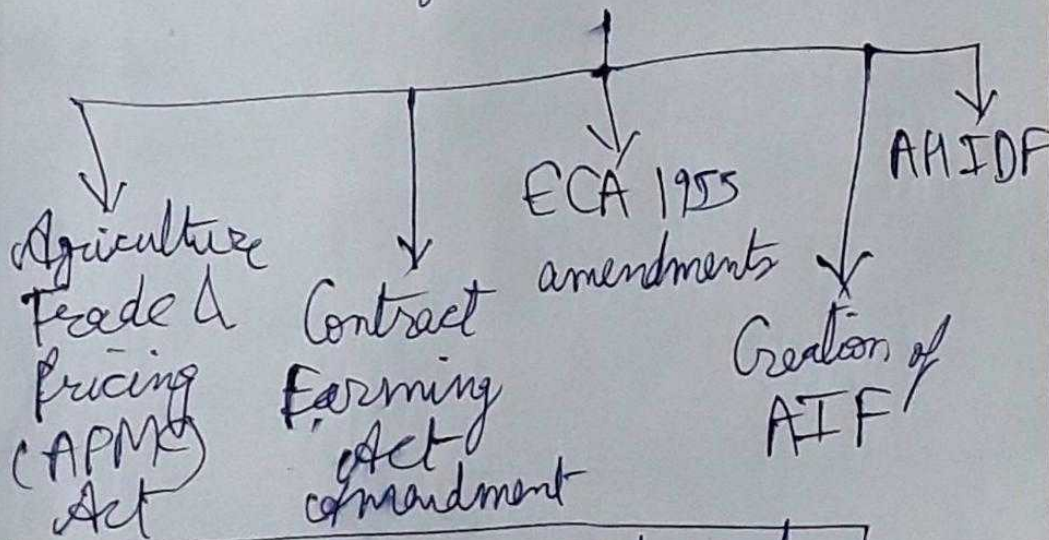 Agriculture
Trade &
Pricing
(APMC)
Act
Contract
Farming
Act
amendment
ECA 1955
amendments
Creation of
AIF
AHIDF